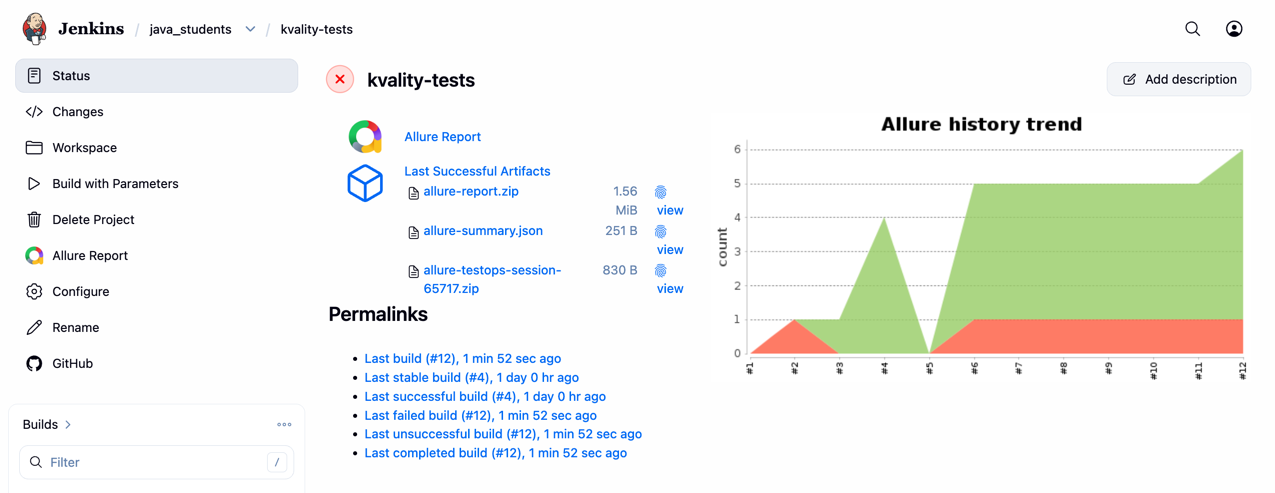 Jenkins / java_students / kvality-tests
Status
Changes
Workspace
Build with Parameters
Delete Project
Allure Report
Configure
Rename
GitHub
Builds
Filter /
kvality-tests
Add description
Allure Report
Last Successful Artifacts
allure-report.zip 1.56
MiB view
allure-summary.json 251 B
view
allure-testops-session- 830 B
65717.zip view
Permalinks
• Last build (#12), 1 min 52 sec ago
• Last stable build (#4), 1 day 0 hr ago
• Last successful build (#4), 1 day 0 hr ago
• Last failed build (#12), 1 min 52 sec ago
• Last unsuccessful build (#12), 1 min 52 sec ago
• Last completed build (#12), 1 min 52 sec ago
Allure history trend
count
6
5
4
3
2
1
0
#1 #2 #3 #4 #5 #6 #7 #8 #9 #10 #11 #12